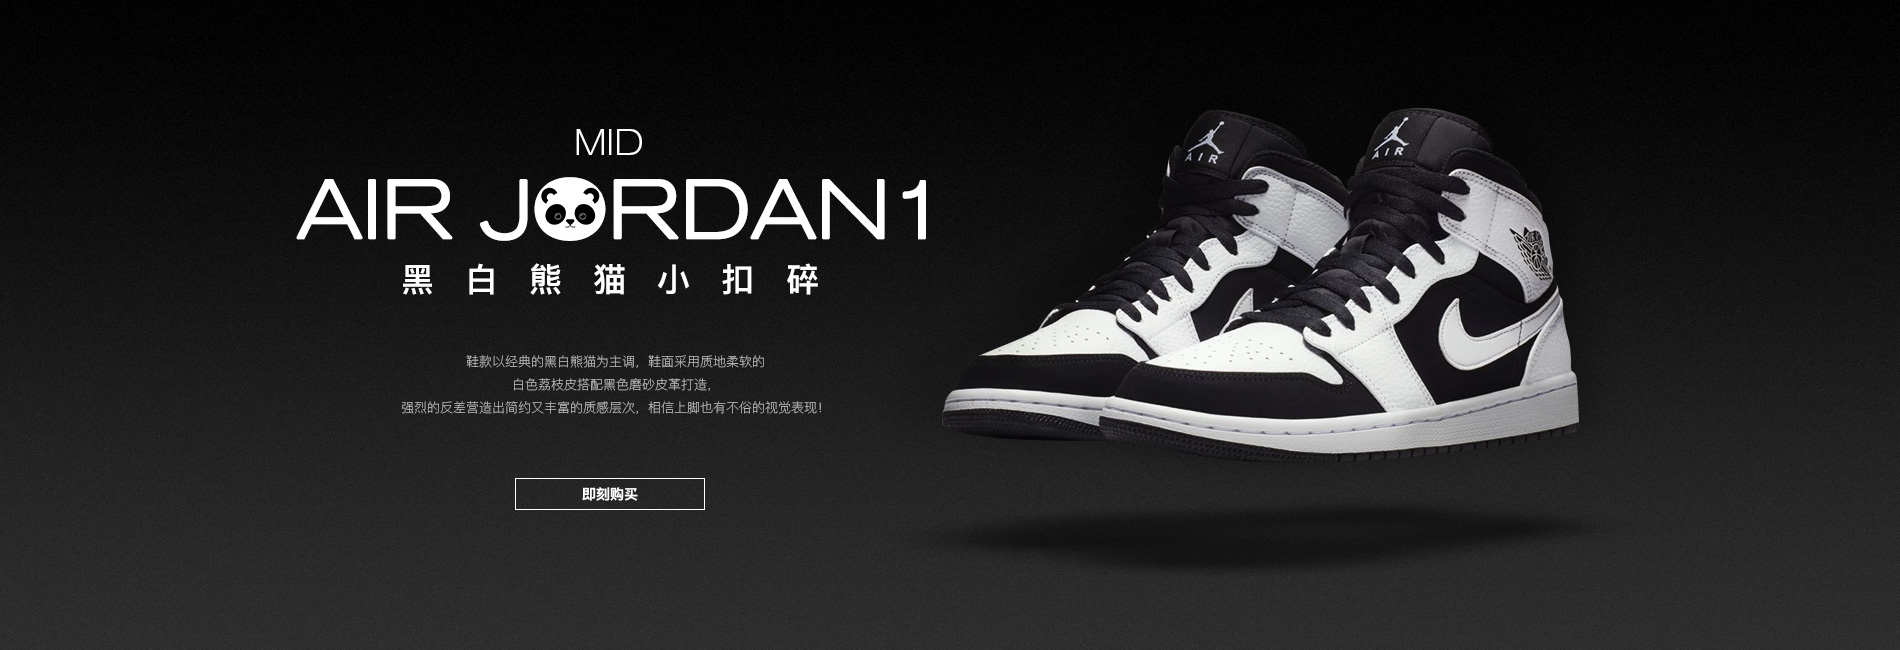 MID
AIR JORDAN1
黑白熊猫小扣碎
鞋款以经典的黑白熊猫为主调，鞋面采用质地柔软的
白色荔枝皮搭配黑色磨砂皮革打造，
强烈的反差营造出简约又丰富的质感层次，相信上脚也有不俗的视觉表现！
即刻购买
AIR
AIR